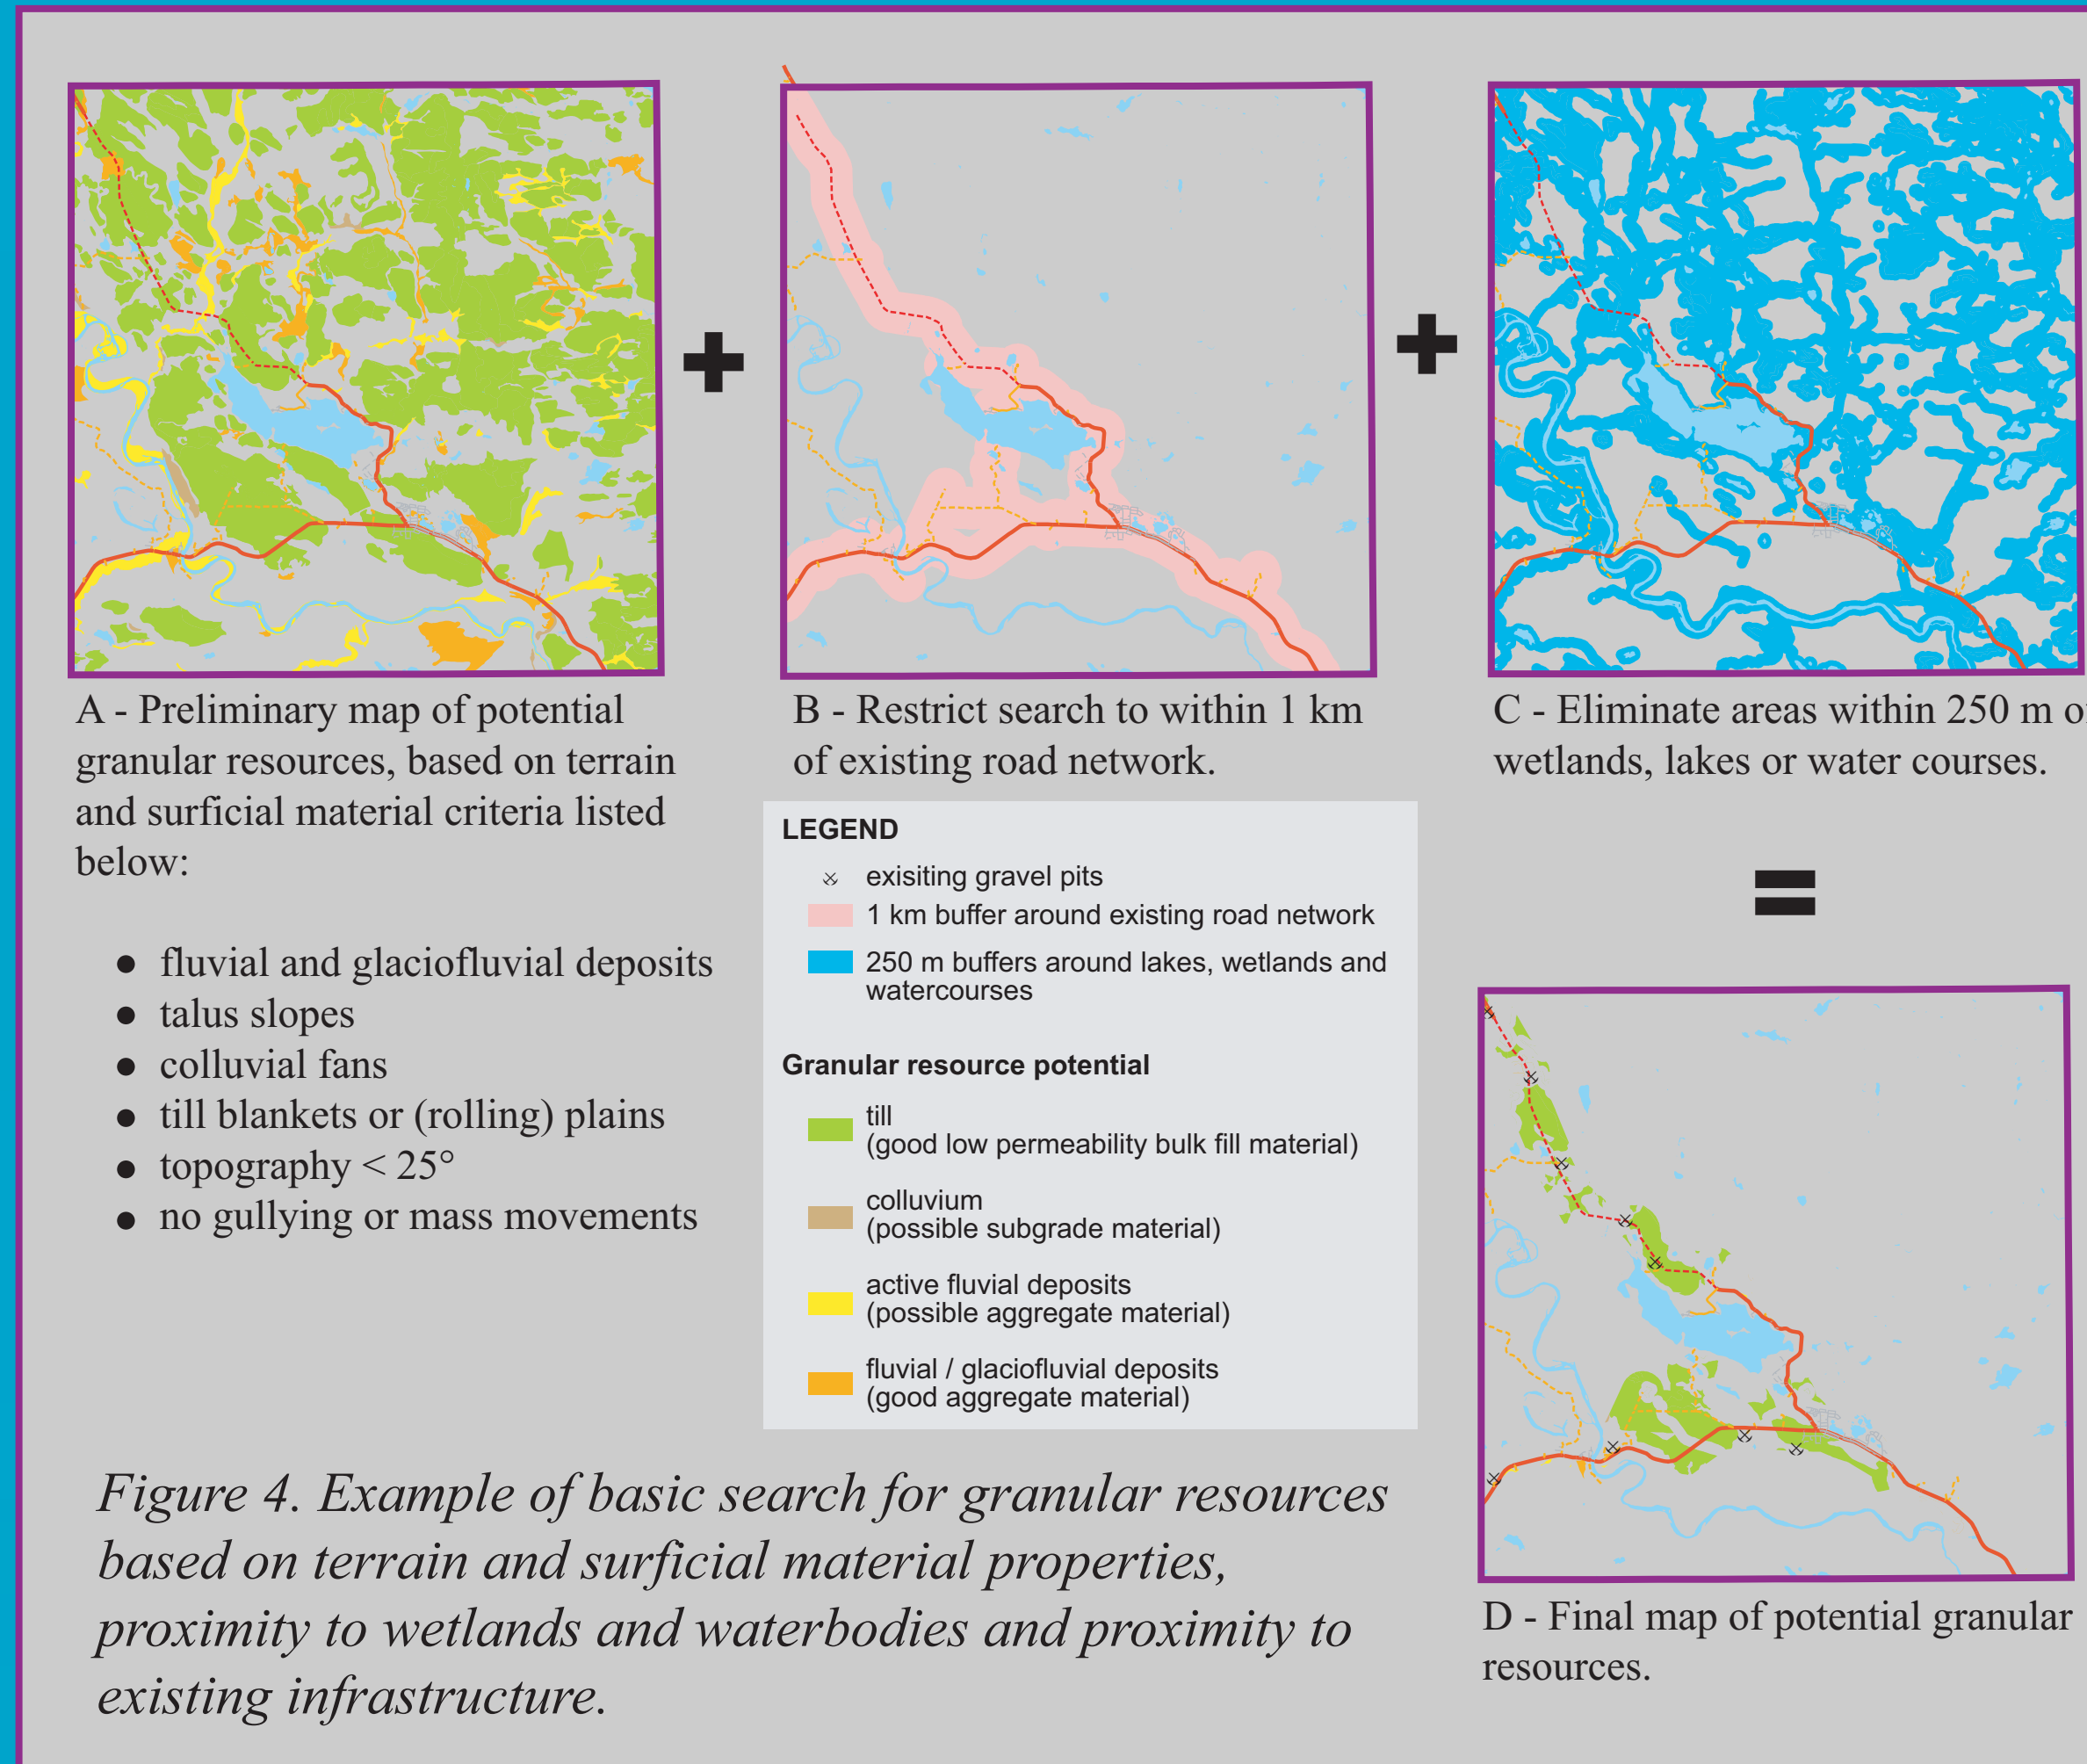 A - Preliminary map of potential
granular resources, based on terrain
and surficial material criteria listed
below:
● fluvial and glaciofluvial deposits
● talus slopes
● colluvial fans
● till blankets or (rolling) plains
● topography < 25°
● no gullying or mass movements
B - Restrict search to within 1 km
of existing road network.
C - Eliminate areas within 250 m
wetlands, lakes or water courses.
LEGEND
exisiting gravel pits
1 km buffer around existing road network
250 m buffers around lakes, wetlands and
watercourses
Granular resource potential
till
(good low permeability bulk fill material)
colluvium
(possible subgrade material)
active fluvial deposits
(possible aggregate material)
fluvial / glaciofluvial deposits
(good aggregate material)
D - Final map of potential granular
resources.
Figure 4. Example of basic search for granular resources
based on terrain and surficial material properties,
proximity to wetlands and waterbodies and proximity to
existing infrastructure.